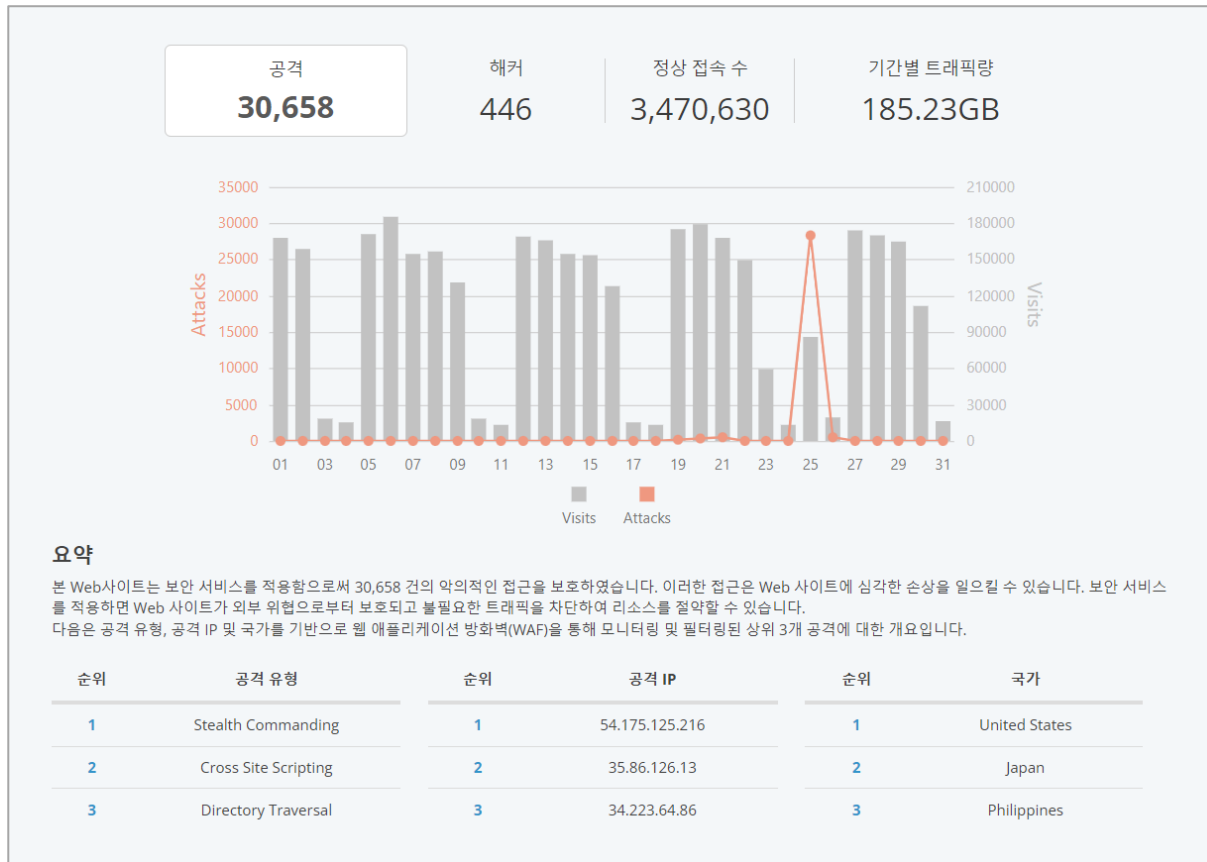 공격
30,658
해커
446
정상 접속 수
3,470,630
기간별 트래픽량
185.23GB
35000
30000
25000
20000
15000
10000
5000
0
Attacks
210000
180000
150000
120000
90000
60000
30000
0
Visits
01 03 05 07 09 11 13 15 17 19 21 23 25 27 29 31
Visits Attacks
요약
본 Web사이트는 보안 서비스를 적용함으로써 30,658 건의 악의적인 접근을 보호하였습니다. 이러한 접근은 Web 사이트에 심각한 손상을 일으킬 수 있습니다. 보안 서비스
를 적용하면 Web 사이트가 외부 위협으로부터 보호되고 불필요한 트래픽을 차단하여 리소스를 절약할 수 있습니다.
다음은 공격 유형, 공격 IP 및 국가를 기반으로 웹 애플리케이션 방화벽(WAF)을 통해 모니터링 및 필터링된 상위 3개 공격에 대한 개요입니다.
순위 공격 유형
1 Stealth Commanding
2 Cross Site Scripting
3 Directory Traversal
순위 공격 IP
1 54.175.125.216
2 35.86.126.13
3 34.223.64.86
순위 국가
1 United States
2 Japan
3 Philippines